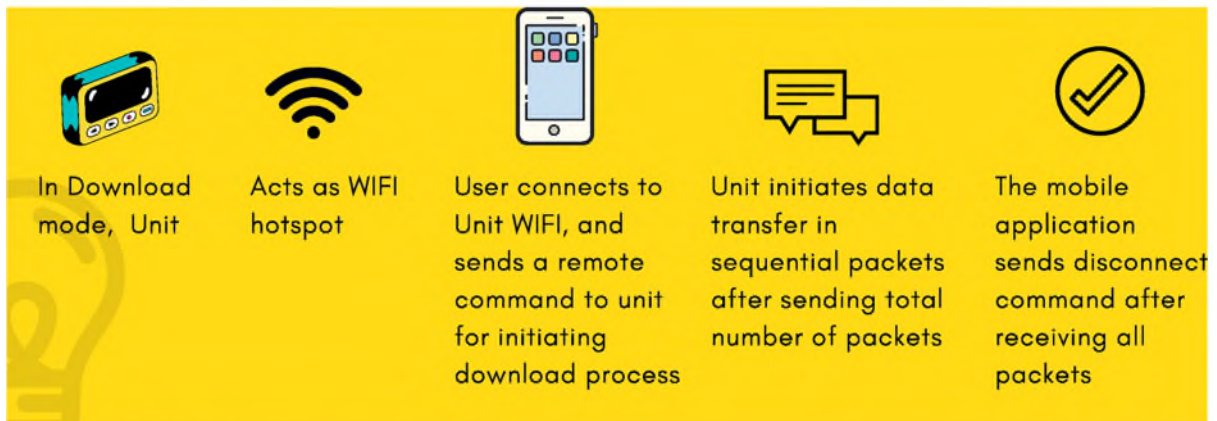 In Download
mode, Unit
Acts as WIFI
hotspot
User connects to
Unit WIFI, and
sends a remote
command to unit
for initiating
download process
Unit initiates data
transfer in
sequential packets
after sending total
number of packets
The mobile
application
sends disconnect
command after
receiving all
packets